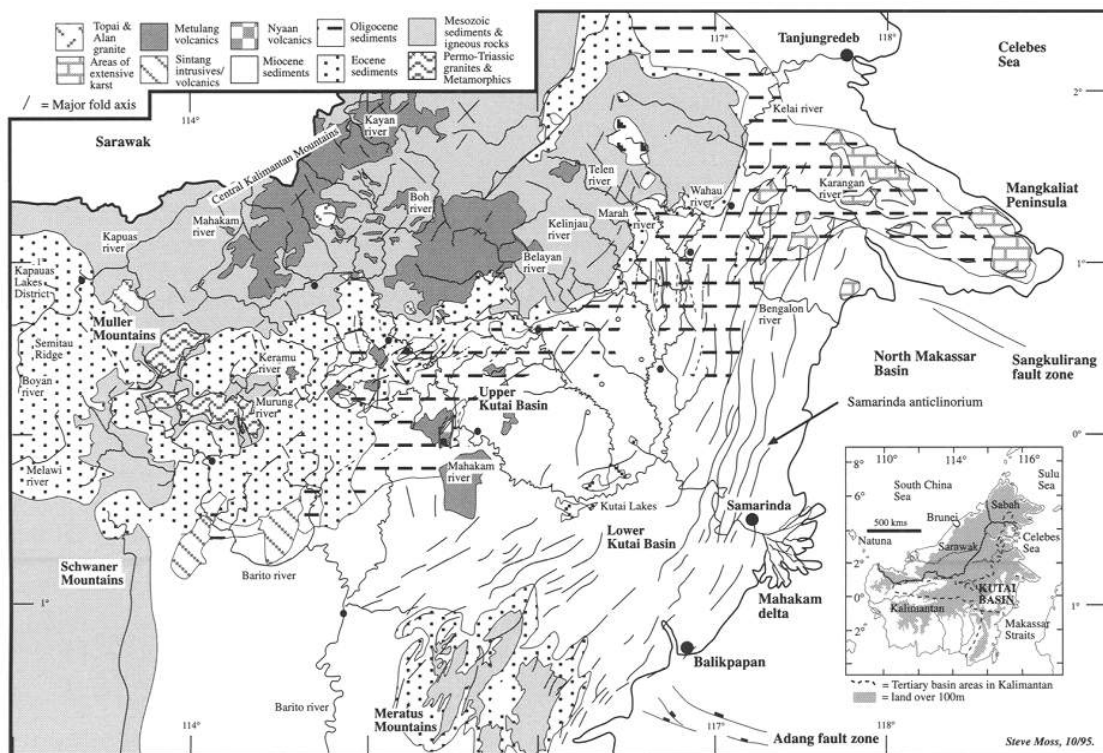 Topai &
Alan
granite
Metulang
volcanics
Nyaan
volcanics
Oligocene
sediments
Mesozoic
sediments &
igneous rocks
Areas of
extensive
karst
Sintang
intrusives/
volcanics
Miocene
sediments
Eocene
sediments
Permo-Triassic
granites &
Metamorphics
/ = Major fold axis
117°
118°
Tanjungredeb
Celebes
Sea
114°
2°
Sarawak
Kayan
river
Kelai river
Central Kalimantan Mountains
Telen
river
Boh
river
Wahau
river
Karangan
river
Mangkaliat
Peninsula
Mahakam
river
Kelinjau
river
Marah
river
Kapuas
river
Belayan
river
1°
1°
Kapauas
Lakes
District
Bengalon
river
Muller
Mountains
Semitau
Ridge
Keramu
river
North Makassar
Basin
Sangkulirang
fault zone
Boyan
river
Murung
river
Upper
Kutai Basin
Samarinda anticlinorium
0°
Melawi
river
Mahakam
river
Kutai Lakes
Samarinda
Lower
Kutai Basin
Schwaner
Mountains
Barito river
Mahakam
delta
1°
1°
Balikpapan
Barito river
Meratus
Mountains
114°
117°
118°
Adang fault zone
110°
114°
116°
8°
6°
4°
2°
0°
2°
South China
Sea
Sulu
Sea
Sabah
Brunei
500 kms
Natuna
Celebes
Sea
Sarawak
KUTAI
BASIN
Kalimantan
Makassar
Straits
= Tertiary basin areas in Kalimantan
= land over 100m
Steve Moss, 10/95.